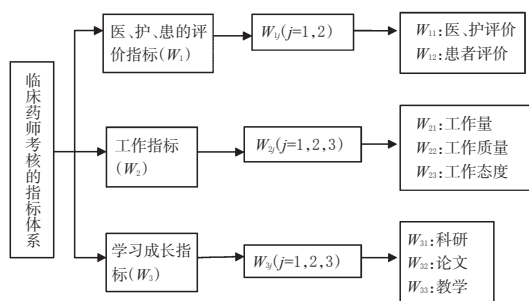 临床药师考核的指标体系
医、护、患的评
价指标(W₁)
W₁ⱼ(j=1,2)
W₁₁:医、护评价
W₁₂:患者评价
工作指标
(W₂)
W₂ⱼ(j=1,2,3)
W₂₁:工作量
W₂₂:工作质量
W₂₃:工作态度
学习成长指
标(W₃)
W₃ⱼ(j=1,2,3)
W₃₁:科研
W₃₂:论文
W₃₃:教学